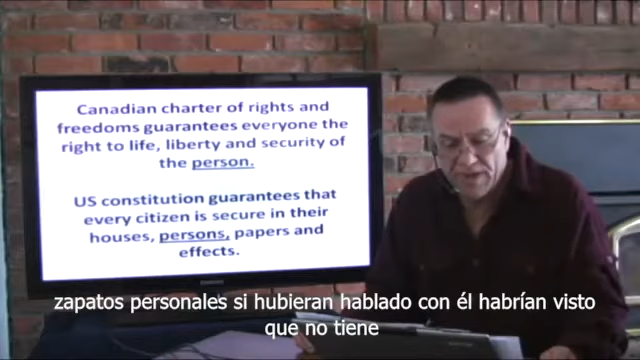 Canadian charter of rights and
freedoms guarantees everyone the
right to life, liberty and security of
the person.
US constitution guarantees that
every citizen is secure in their
houses, persons, papers and
effects.
SAMSUNG
zapatos personales si hubieran hablado con él habrían visto
que no tiene